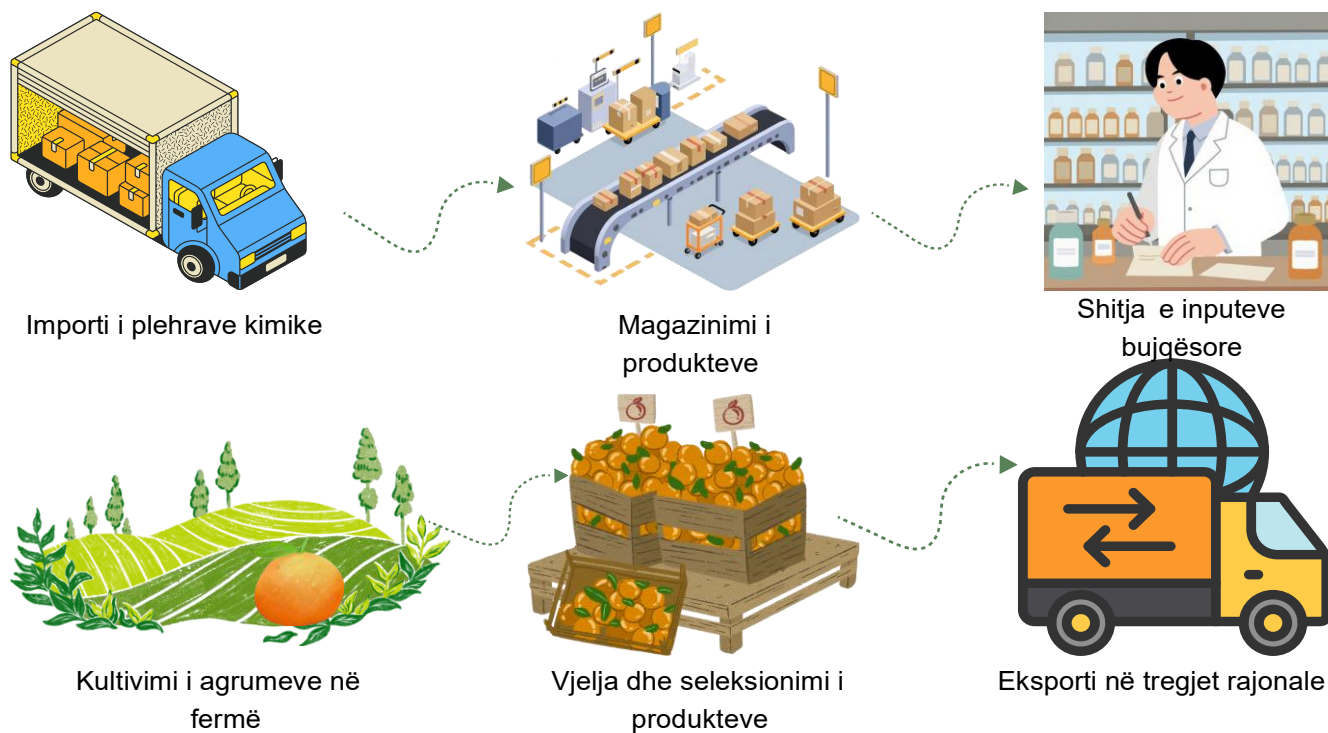 Importi i plehrave kimike
Magazinimi i
produkteve
Shitja e inputeve
bujqësore
Kultivimi i agrumeve në
fermë
Vjelja dhe seleksionimi i
produkteve
Eksporti në tregjet rajonale